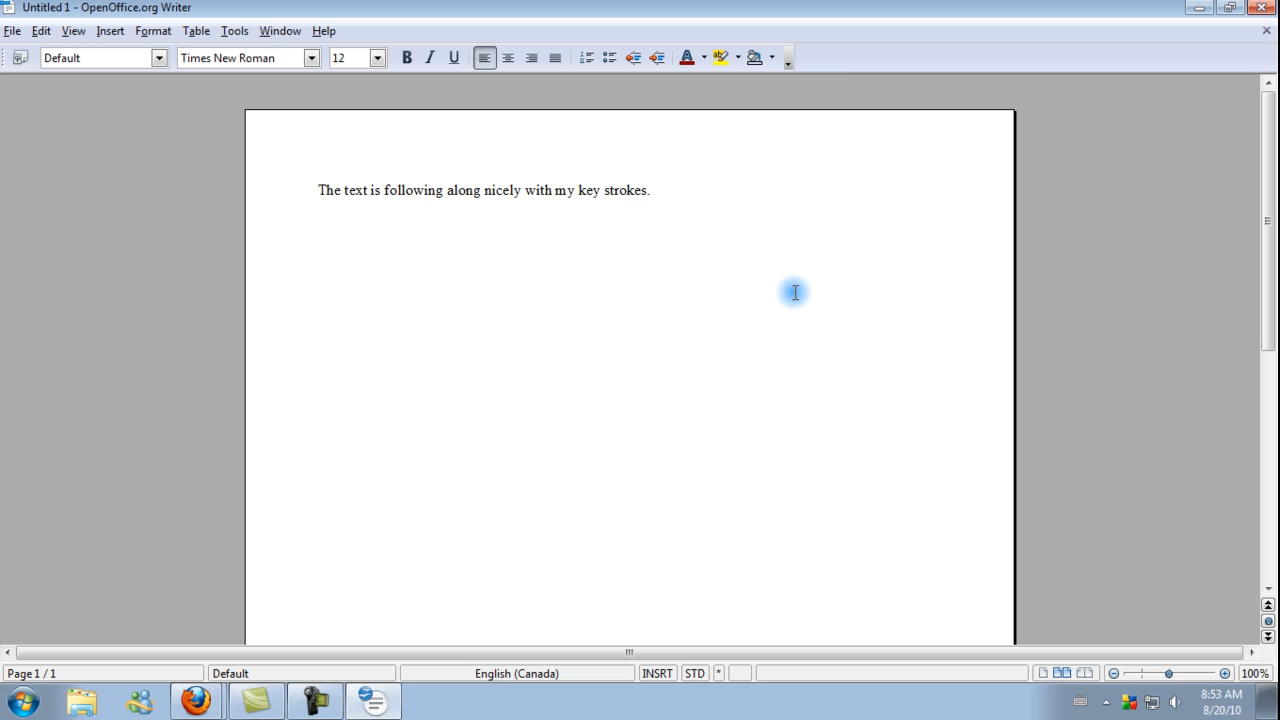 Untitled 1 - OpenOffice.org Writer
File Edit View Insert Format Table Tools Window Help
Default Times New Roman 12 B I U A
The text is following along nicely with my key strokes.
Page 1 / 1 Default English (Canada) INSRT STD * 100%
8:53 AM
8/20/10